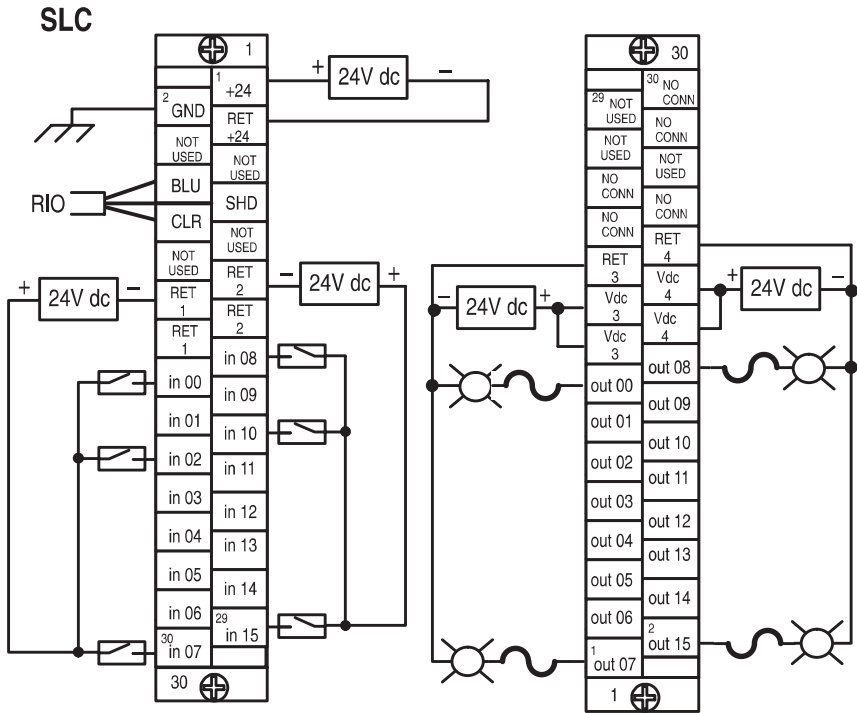 SLC
1
1
+24
RET
+24
NOT
USED
SHD
NOT
USED
RET
2
RET
2
in 08
in 09
in 10
in 11
in 12
in 13
in 14
29
in 15
2
GND
NOT
USED
BLU
CLR
NOT
USED
RET
1
RET
1
in 00
in 01
in 02
in 03
in 04
in 05
in 06
30
in 07
30
+ 24V dc –
RIO
+ 24V dc –
– 24V dc +
30
29
NOT
USED
NOT
USED
NO
CONN
NO
CONN
RET
3
Vdc
3
Vdc
3
out 00
out 01
out 02
out 03
out 04
out 05
out 06
1
out 07
30
NO
CONN
NO
CONN
NOT
USED
NO
CONN
RET
4
Vdc
4
Vdc
4
out 08
out 09
out 10
out 11
out 12
out 13
out 14
2
out 15
1
– 24V dc +
+ 24V dc –